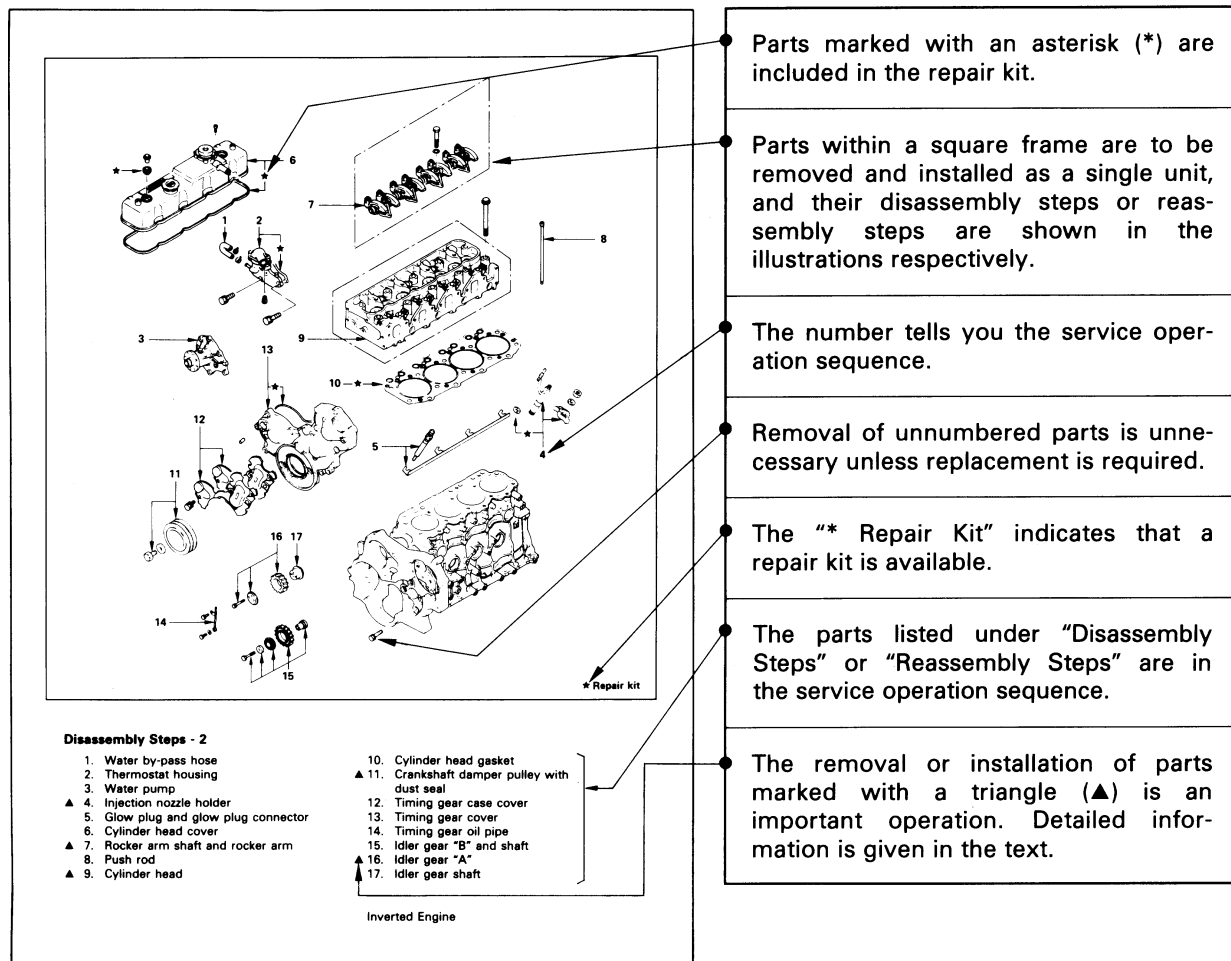 6
★
★
7
1
2
★
8
3
9
13
★
10 ★
12
5
★
4
11
16
17
14
15
★ Repair kit
Disassembly Steps - 2
1. Water by-pass hose
2. Thermostat housing
3. Water pump
▲ 4. Injection nozzle holder
5. Glow plug and glow plug connector
6. Cylinder head cover
▲ 7. Rocker arm shaft and rocker arm
8. Push rod
▲ 9. Cylinder head
10. Cylinder head gasket
▲ 11. Crankshaft damper pulley with
dust seal
12. Timing gear case cover
13. Timing gear cover
14. Timing gear oil pipe
15. Idler gear "B" and shaft
▲ 16. Idler gear "A"
17. Idler gear shaft
Inverted Engine
Parts marked with an asterisk (*) are
included in the repair kit.
Parts within a square frame are to be
removed and installed as a single unit,
and their disassembly steps or reas-
sembly steps are shown in the
illustrations respectively.
The number tells you the service oper-
ation sequence.
Removal of unnumbered parts is unne-
cessary unless replacement is required.
The "* Repair Kit" indicates that a
repair kit is available.
The parts listed under "Disassembly
Steps" or "Reassembly Steps" are in
the service operation sequence.
The removal or installation of parts
marked with a triangle (▲) is an
important operation. Detailed infor-
mation is given in the text.